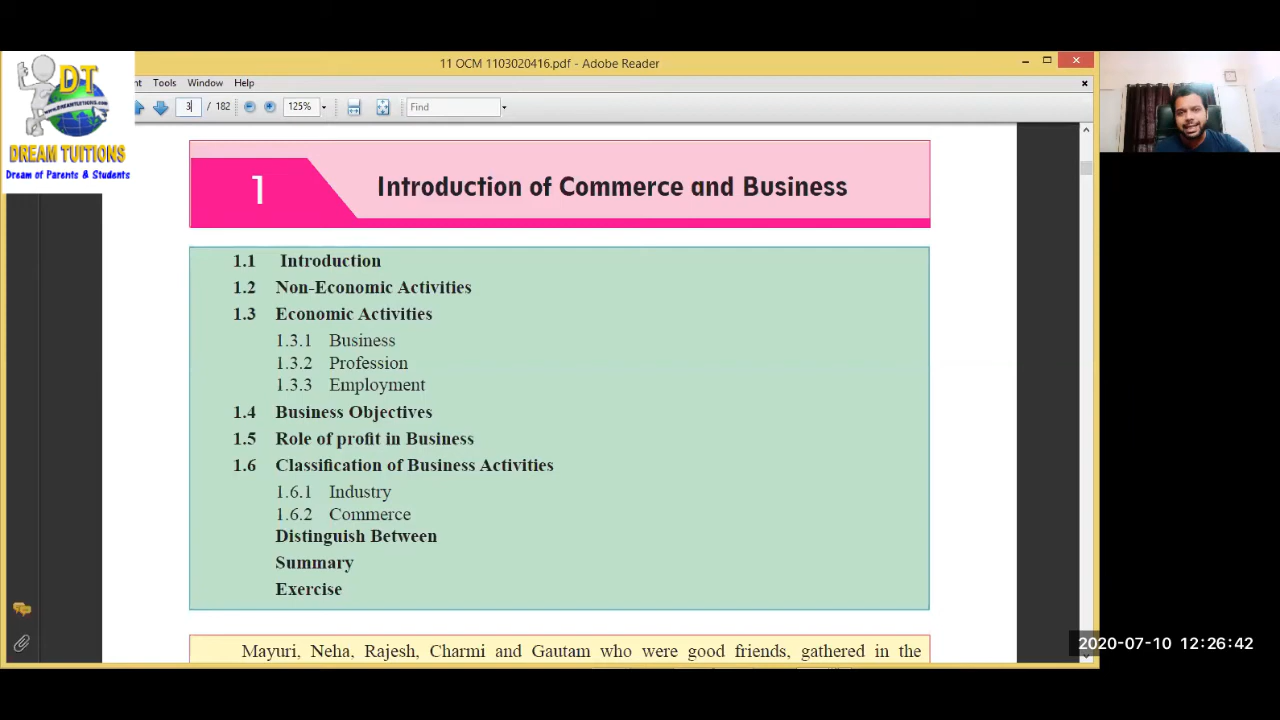 11 OCM 1103020416.pdf - Adobe Reader
nt Tools Window Help
3 / 182 125% Find
DT
WWW.DREAMTUITIONS.COM
DREAM TUITIONS
Dream of Parents & Students
1 Introduction of Commerce and Business
1.1 Introduction
1.2 Non-Economic Activities
1.3 Economic Activities
1.3.1 Business
1.3.2 Profession
1.3.3 Employment
1.4 Business Objectives
1.5 Role of profit in Business
1.6 Classification of Business Activities
1.6.1 Industry
1.6.2 Commerce
Distinguish Between
Summary
Exercise
Mayuri, Neha, Rajesh, Charmi and Gautam who were good friends, gathered in the
2020-07-10 12:26:42